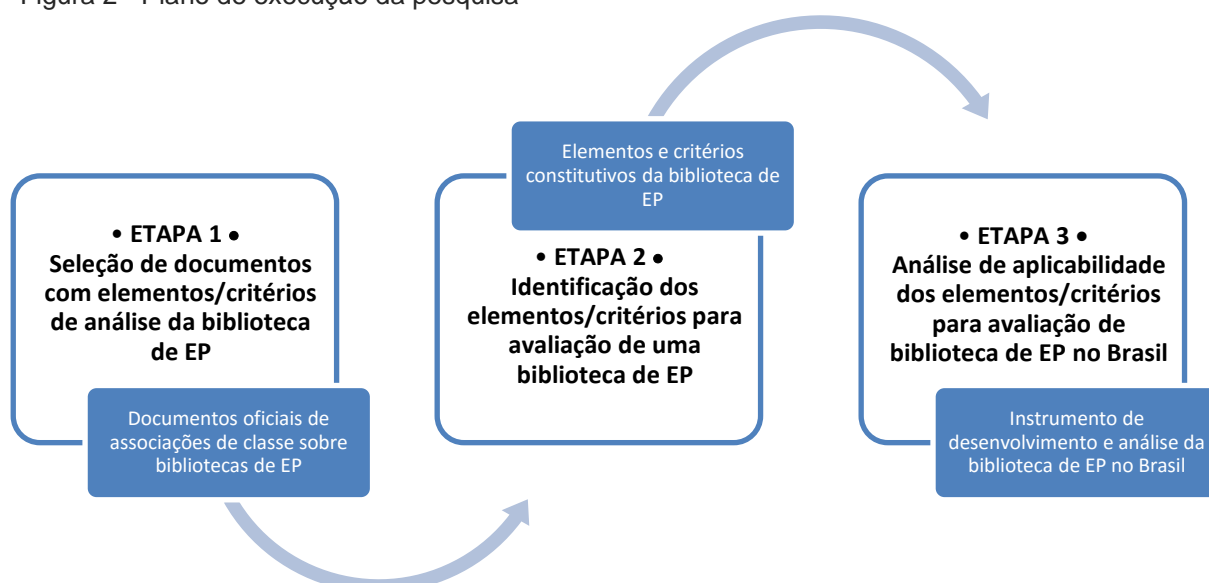 Figura 2 - Plano de execução da pesquisa
• ETAPA 1 •
Seleção de documentos
com elementos/critérios
de análise da biblioteca
de EP
Documentos oficiais de
associações de classe sobre
bibliotecas de EP
Elementos e critérios
constitutivos da biblioteca de
EP
• ETAPA 2 •
Identificação dos
elementos/critérios para
avaliação de uma
biblioteca de EP
• ETAPA 3 •
Análise de aplicabilidade
dos elementos/critérios
para avaliação de
biblioteca de EP no Brasil
Instrumento de
desenvolvimento e análise da
biblioteca de EP no Brasil